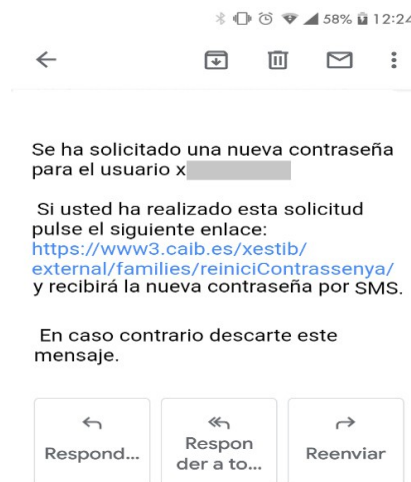 58% 12:24
Se ha solicitado una nueva contraseña
para el usuario x
Si usted ha realizado esta solicitud
pulse el siguiente enlace:
https://www3.caib.es/xestib/
external/families/reiniciContrassenya/
y recibirá la nueva contraseña por SMS.
En caso contrario descarte este
mensaje.
Respond...
Respon
der a to...
Reenviar